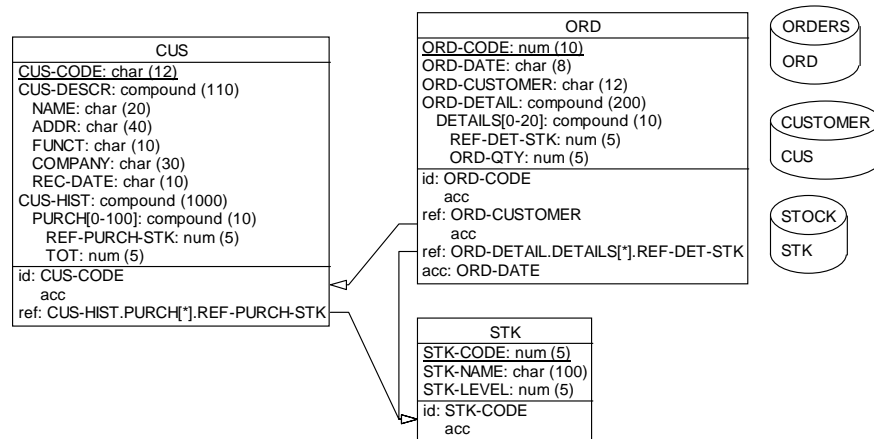 CUS
CUS-CODE: char (12)
CUS-DESCR: compound (110)
NAME: char (20)
ADDR: char (40)
FUNCT: char (10)
COMPANY: char (30)
REC-DATE: char (10)
CUS-HIST: compound (1000)
PURCH[0-100]: compound (10)
REF-PURCH-STK: num (5)
TOT: num (5)
id: CUS-CODE
acc
ref: CUS-HIST.PURCH[*].REF-PURCH-STK
ORD
ORD-CODE: num (10)
ORD-DATE: char (8)
ORD-CUSTOMER: char (12)
ORD-DETAIL: compound (200)
DETAILS[0-20]: compound (10)
REF-DET-STK: num (5)
ORD-QTY: num (5)
id: ORD-CODE
acc
ref: ORD-CUSTOMER
acc
ref: ORD-DETAIL.DETAILS[*].REF-DET-STK
acc: ORD-DATE
STK
STK-CODE: num (5)
STK-NAME: char (100)
STK-LEVEL: num (5)
id: STK-CODE
acc
ORDERS
ORD
CUSTOMER
CUS
STOCK
STK